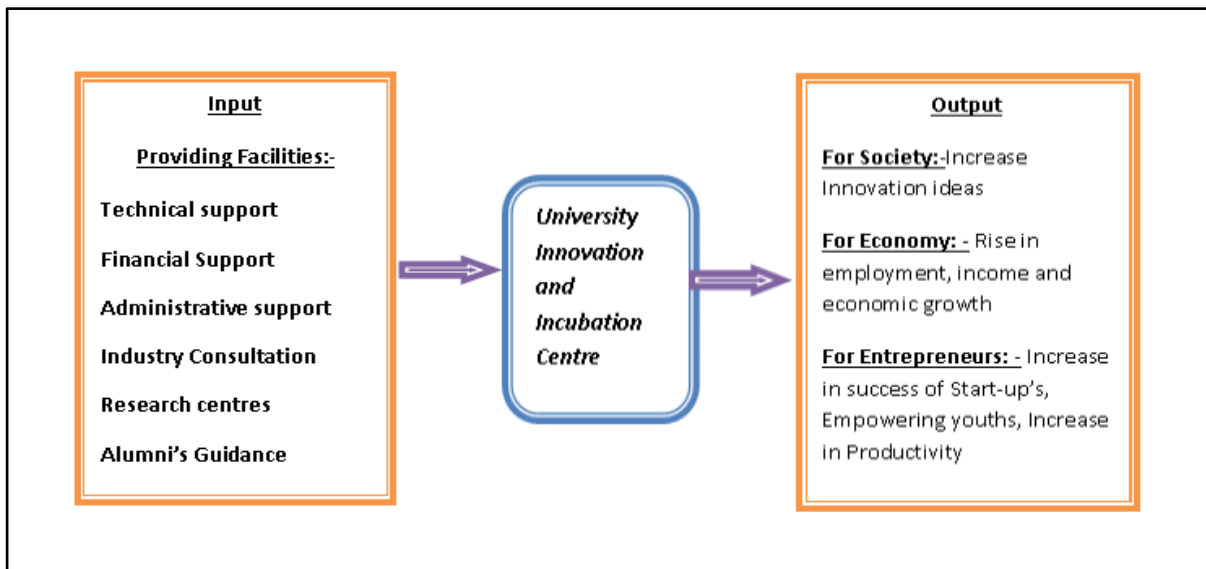 Input
Providing Facilities:-
Technical support
Financial Support
Administrative support
Industry Consultation
Research centres
Alumni's Guidance
University
Innovation
and
Incubation
Centre
Output
For Society:-Increase
Innovation ideas
For Economy: - Rise in
employment, income and
economic growth
For Entrepreneurs: - Increase
in success of Start-up's,
Empowering youths, Increase
in Productivity